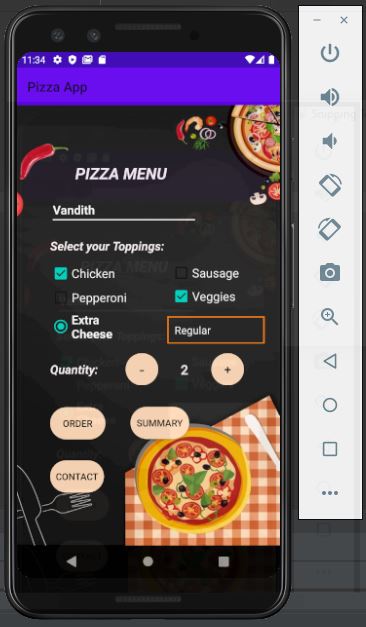 11:34
Pizza App
PIZZA MENU
Vandith
Select your Toppings:
Chicken
Sausage
Pepperoni
Veggies
Extra
Cheese
Regular
Quantity:
-
2
+
ORDER
SUMMARY
CONTACT
Snipping